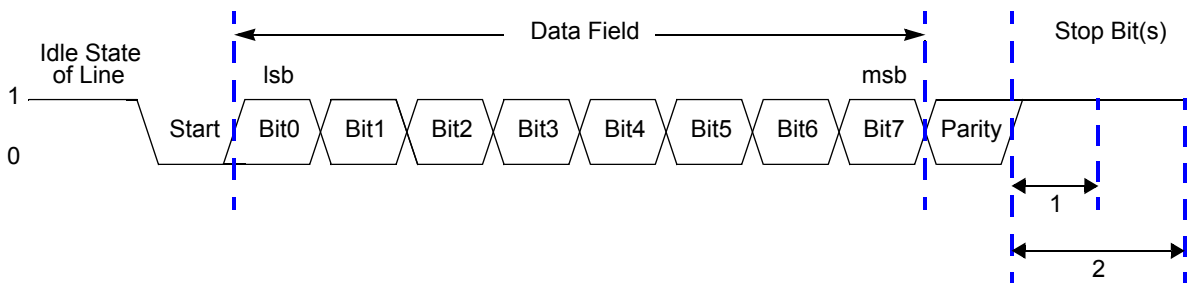 Data Field
Stop Bit(s)
Idle State
of Line
lsb
msb
1
Start
Bit0
Bit1
Bit2
Bit3
Bit4
Bit5
Bit6
Bit7
Parity
0
1
2